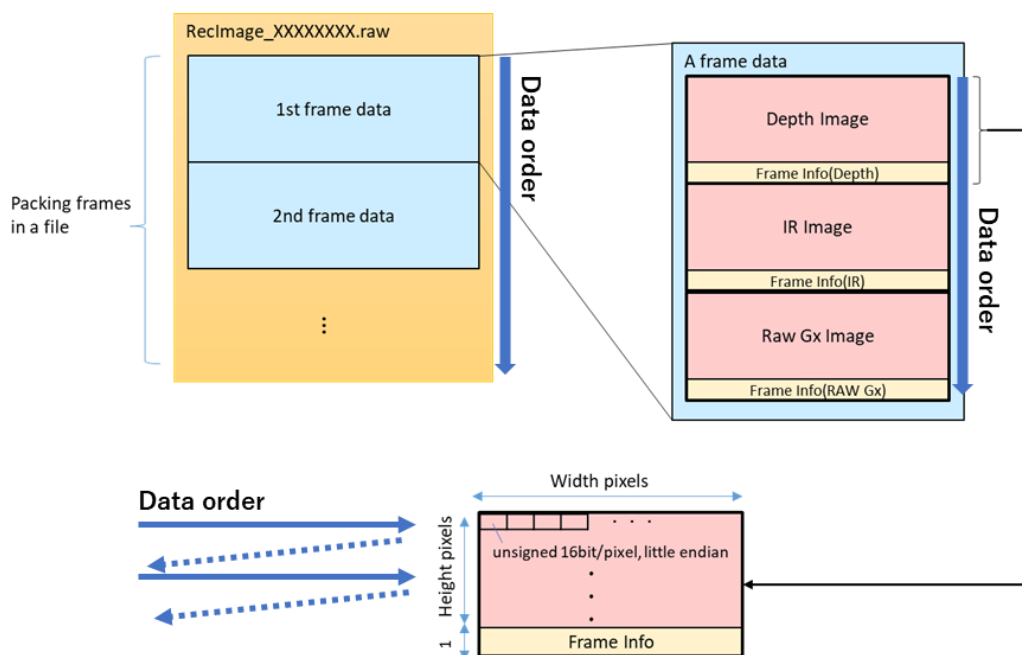 RecImage_XXXXXXXX.raw
1st frame data
2nd frame data
⋮
Data order
Packing frames
in a file
A frame data
Depth Image
Frame Info(Depth)
IR Image
Frame Info(IR)
Raw Gx Image
Frame Info(RAW Gx)
Data order
Data order
Width pixels
Height pixels
1
. . .
unsigned 16bit/pixel, little endian
Frame Info